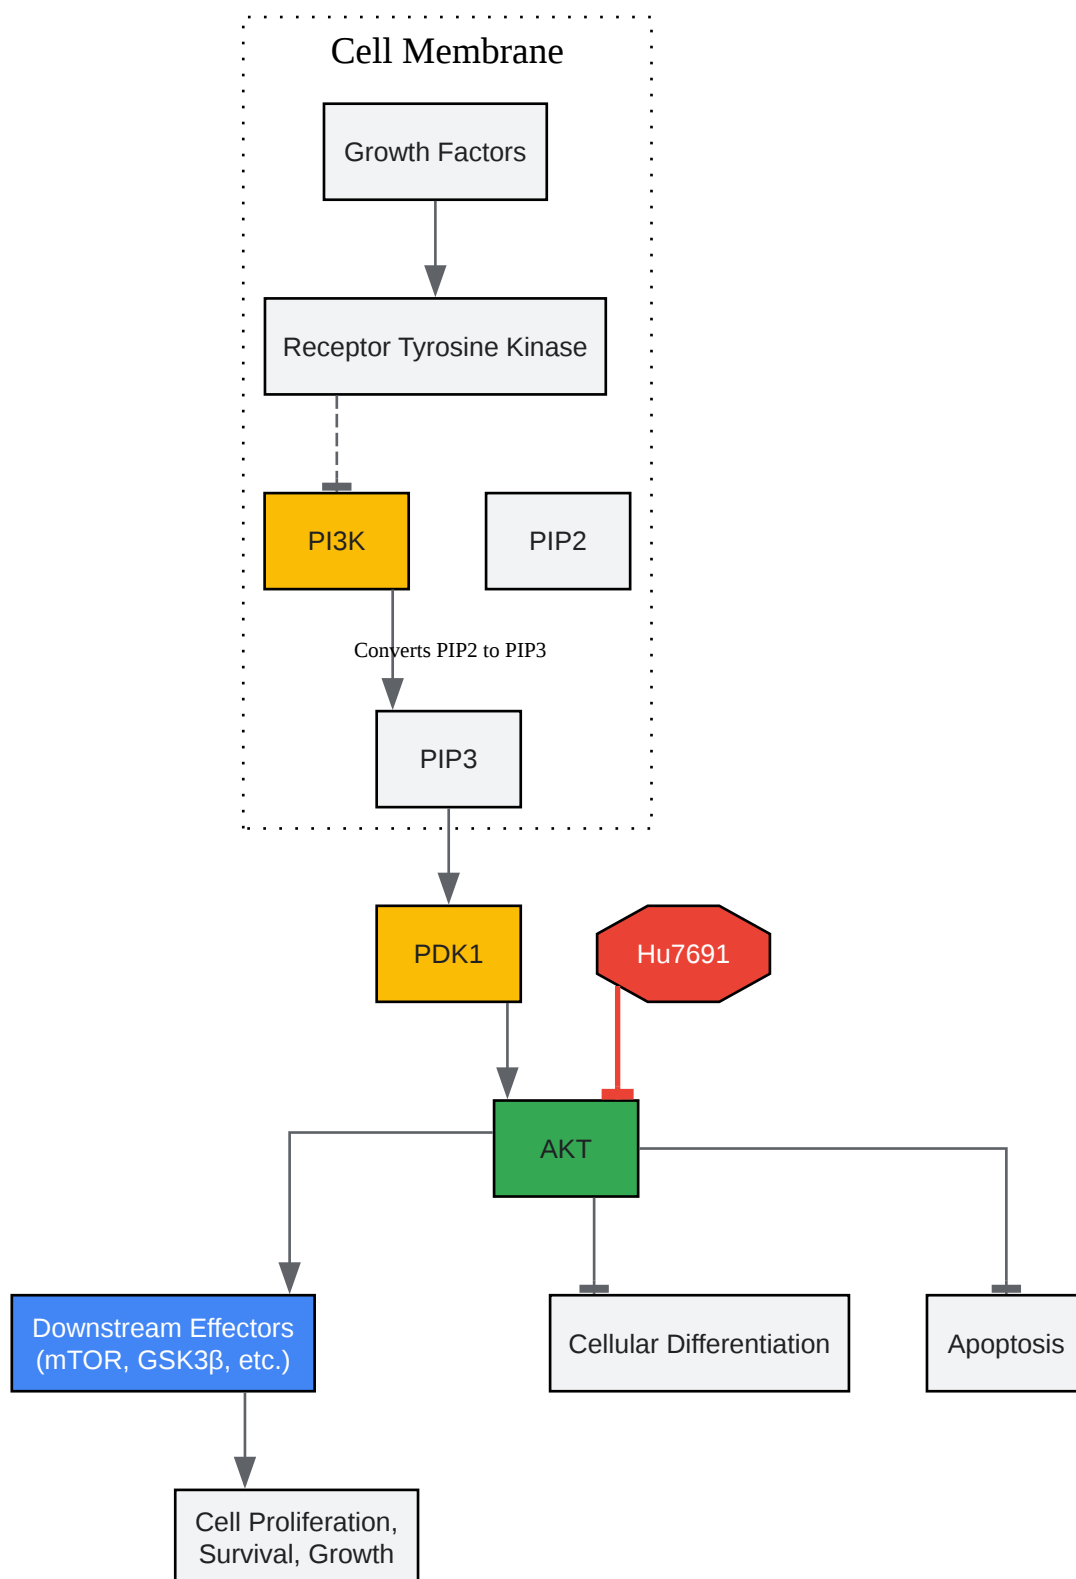 Cell Membrane
Growth Factors
Receptor Tyrosine Kinase
PI3K
PIP2
Converts PIP2 to PIP3
PIP3
PDK1
Hu7691
AKT
Downstream Effectors
(mTOR, GSK3β, etc.)
Cellular Differentiation
Apoptosis
Cell Proliferation,
Survival, Growth